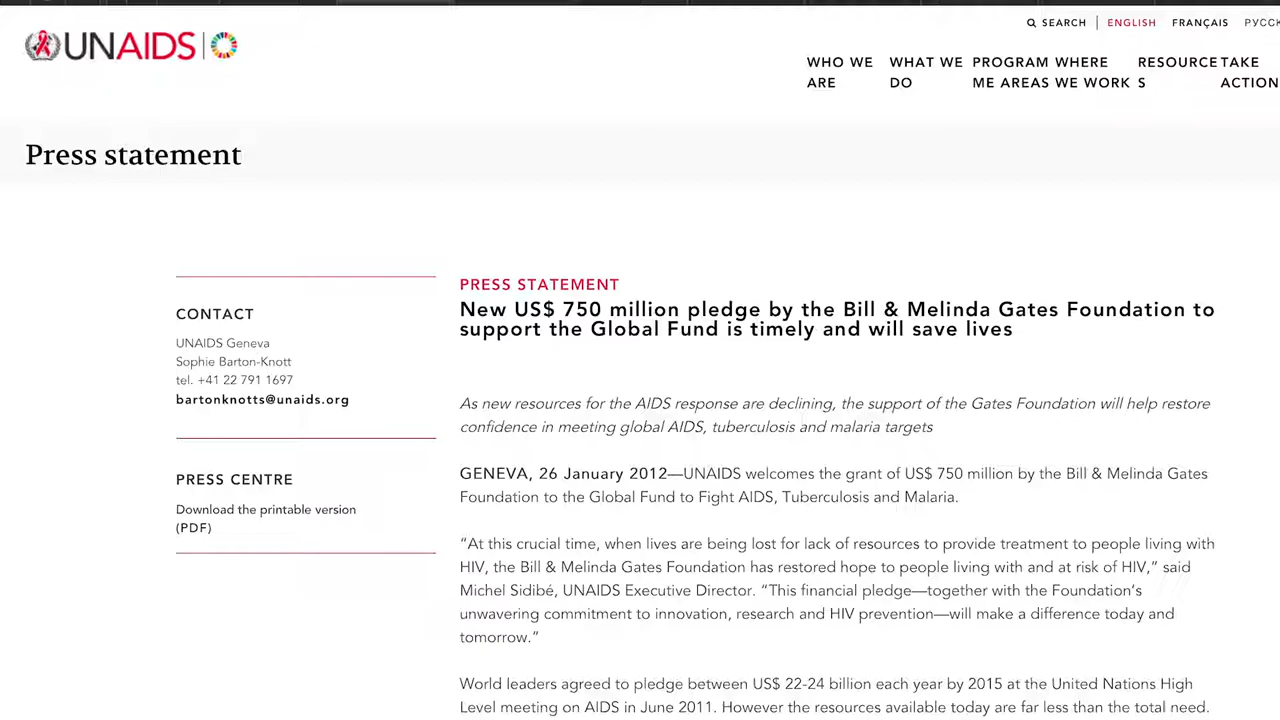 SEARCH | ENGLISH FRANÇAIS
UNAIDS
WHO WE ARE
WHAT WE DO
PROGRAM ME AREAS
WHERE WE WORK
RESOURCE S
TAKE ACTION
Press statement
CONTACT
UNAIDS Geneva
Sophie Barton-Knott
tel. +41 22 791 1697
bartonknotts@unaids.org
PRESS CENTRE
Download the printable version
(PDF)
PRESS STATEMENT
New US$ 750 million pledge by the Bill & Melinda Gates Foundation to
support the Global Fund is timely and will save lives
As new resources for the AIDS response are declining, the support of the Gates Foundation will help restore
confidence in meeting global AIDS, tuberculosis and malaria targets
GENEVA, 26 January 2012—UNAIDS welcomes the grant of US$ 750 million by the Bill & Melinda Gates
Foundation to the Global Fund to Fight AIDS, Tuberculosis and Malaria.
“At this crucial time, when lives are being lost for lack of resources to provide treatment to people living with
HIV, the Bill & Melinda Gates Foundation has restored hope to people living with and at risk of HIV,” said
Michel Sidibé, UNAIDS Executive Director. “This financial pledge—together with the Foundation’s
unwavering commitment to innovation, research and HIV prevention—will make a difference today and
tomorrow.”
World leaders agreed to pledge between US$ 22-24 billion each year by 2015 at the United Nations High
Level meeting on AIDS in June 2011. However the resources available today are far less than the total need.